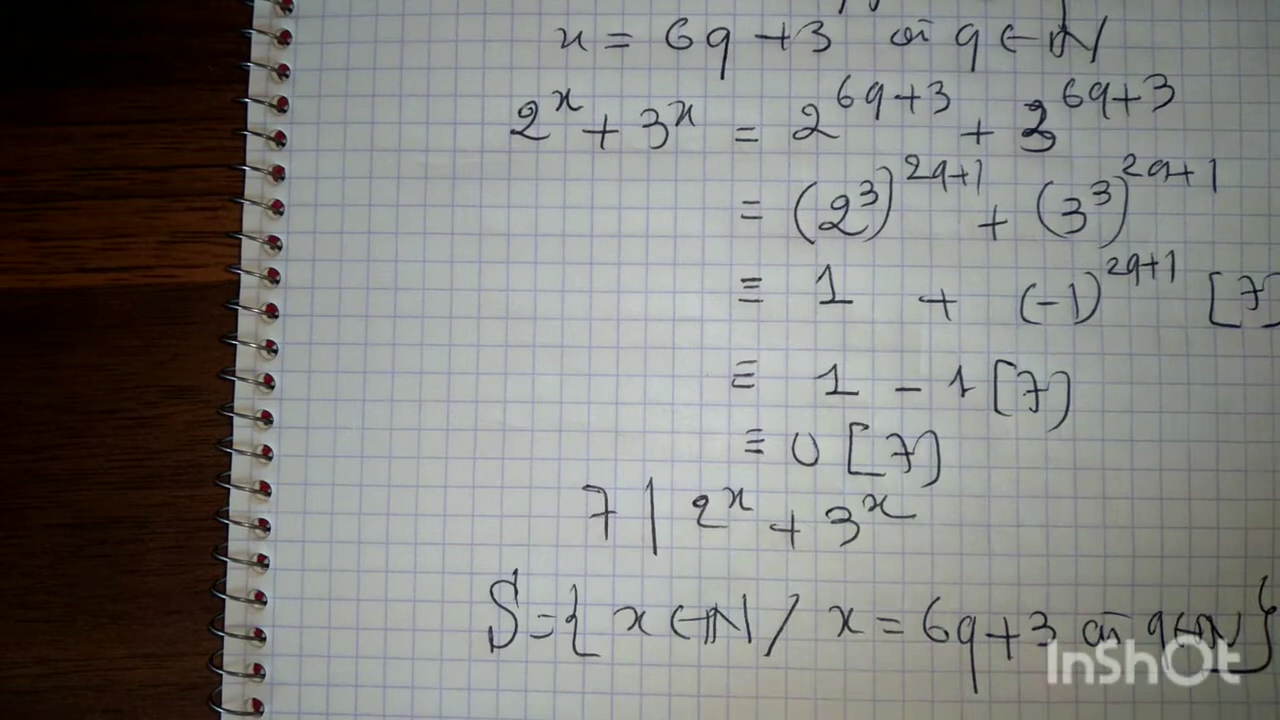 x = 6q + 3 où q ∈ ℕ
2^x + 3^x = 2^{6q+3} + 3^{6q+3}
= (2^3)^{2q+1} + (3^3)^{2q+1}
≡ 1 + (-1)^{2q+1} [7]
≡ 1 - 1 [7]
≡ 0 [7]
7 | 2^x + 3^x
S = { x ∈ ℕ / x = 6q + 3 où q ∈ ℕ }
InShOt